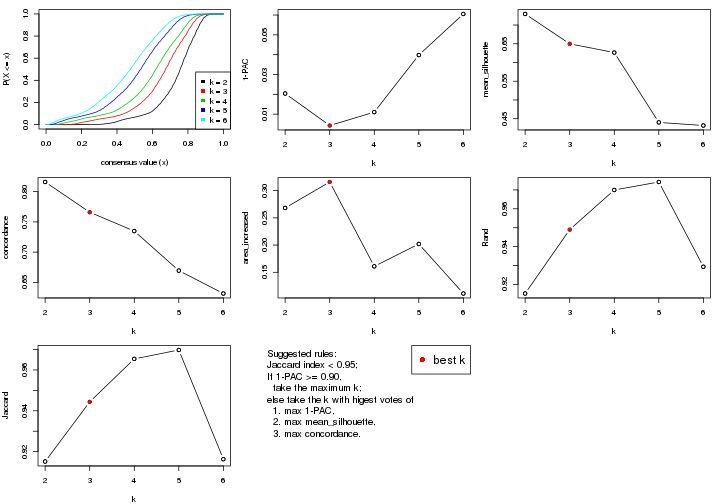 P(X <= x)
0.0 0.2 0.4 0.6 0.8 1.0
k = 2
k = 3
k = 4
k = 5
k = 6
0.0 0.2 0.4 0.6 0.8 1.0
consensus value (x)
1-PAC
0.01 0.03 0.05
2 3 4 5 6
k
mean_silhouette
0.45 0.55 0.65
2 3 4 5 6
k
concordance
0.65 0.70 0.75 0.80
2 3 4 5 6
k
area_increased
0.15 0.20 0.25 0.30
2 3 4 5 6
k
Rand
0.92 0.94 0.96
2 3 4 5 6
k
Jaccard
0.92 0.94 0.96
2 3 4 5 6
k
Suggested rules:
Jaccard index < 0.95;
If 1-PAC >= 0.90,
take the maximum k;
else take the k with higest votes of
1. max 1-PAC,
2. max mean_silhouette,
3. max concordance.
best k